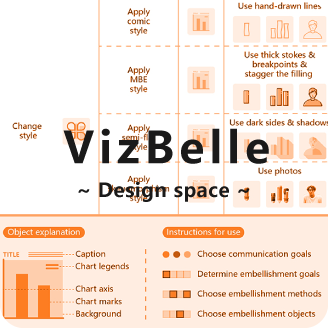 Use hand-drawn lines
Apply
comic
style
Use thick stokes &
breakpoints &
stagger the filling
Apply
MBE
style
Change
style
Apply
style
Use dark sides & shadows
VizBelle
Apply
style
Use photos
~ Design space ~
Object explanation
Instructions for use
TITLE
Caption
Chart legends
Chart axis
Chart marks
Background
Choose communication goals
Determine embellishment goals
Choose embellishment methods
Choose embellishment objects